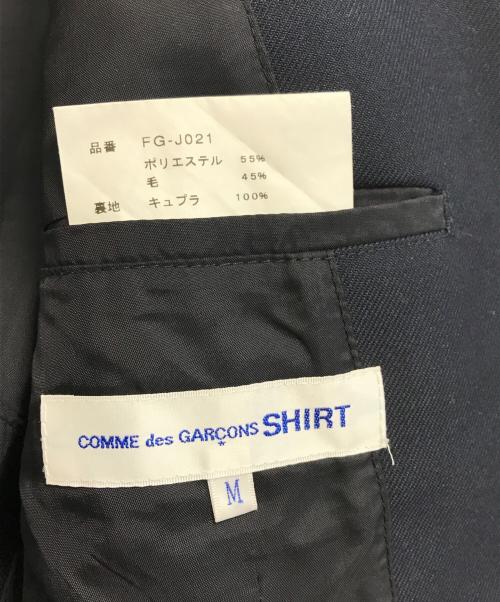 品番 FG-J021
ポリエステル 55%
毛 45%
裏地 キュプラ 100%
COMME des GARÇONS SHIRT
*
M